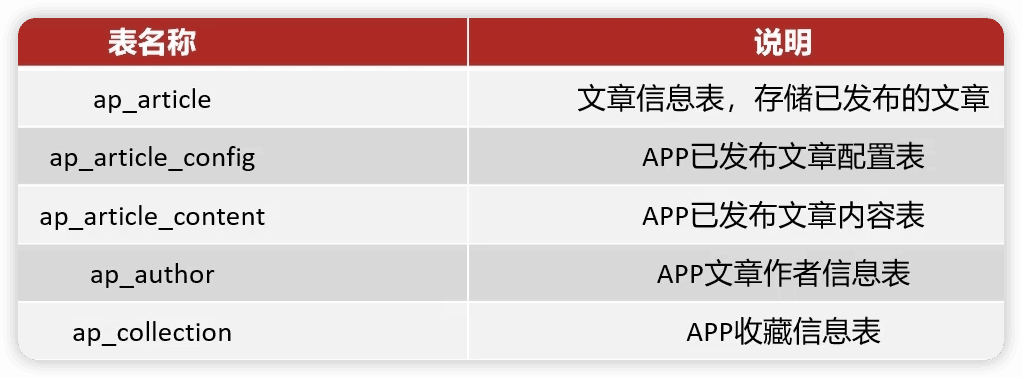 表名称 说明
ap_article 文章信息表，存储已发布的文章
ap_article_config APP已发布文章配置表
ap_article_content APP已发布文章内容表
ap_author APP文章作者信息表
ap_collection APP收藏信息表